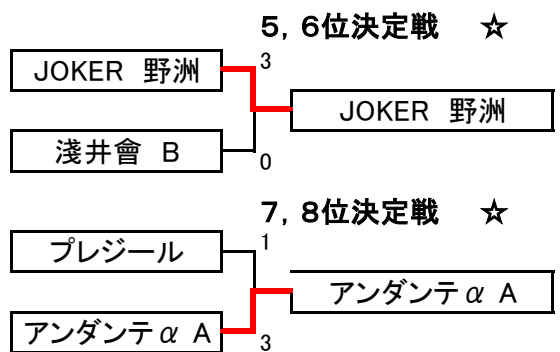 5,6位決定戦 ☆
JOKER 野洲
3
JOKER 野洲
淺井會 B
0
7,8位決定戦 ☆
プレジール
1
アンダンテα A
アンダンテα A
3